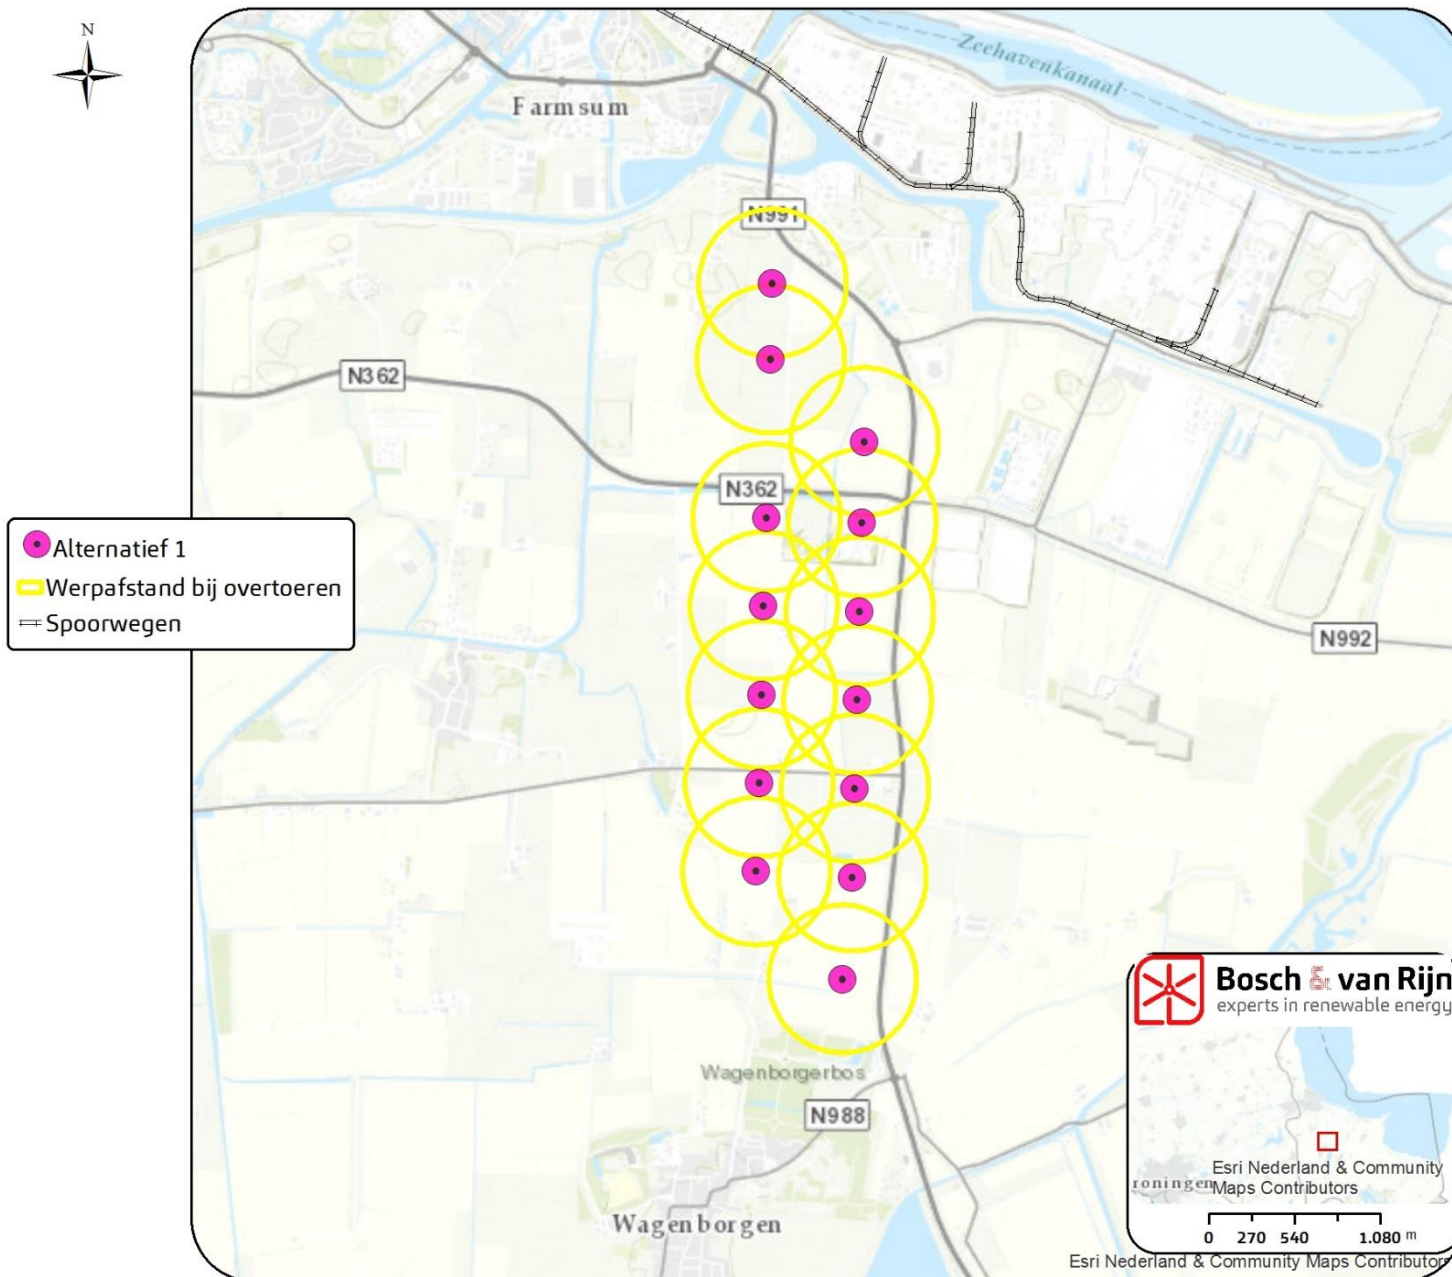 N
Zeehavenkanaal
Farmsum
N991
N362
N362
Alternatief 1
Werpafstand bij overtoeren
Spoorwegen
N992
Bosch & van Rijn
experts in renewable energy
Wagenborgerbos
N988
Esri Nederland & Community
roningen
Maps Contributors
Wagenborgen
0 270 540 1.080 m
Esri Nederland & Community Maps Contributors